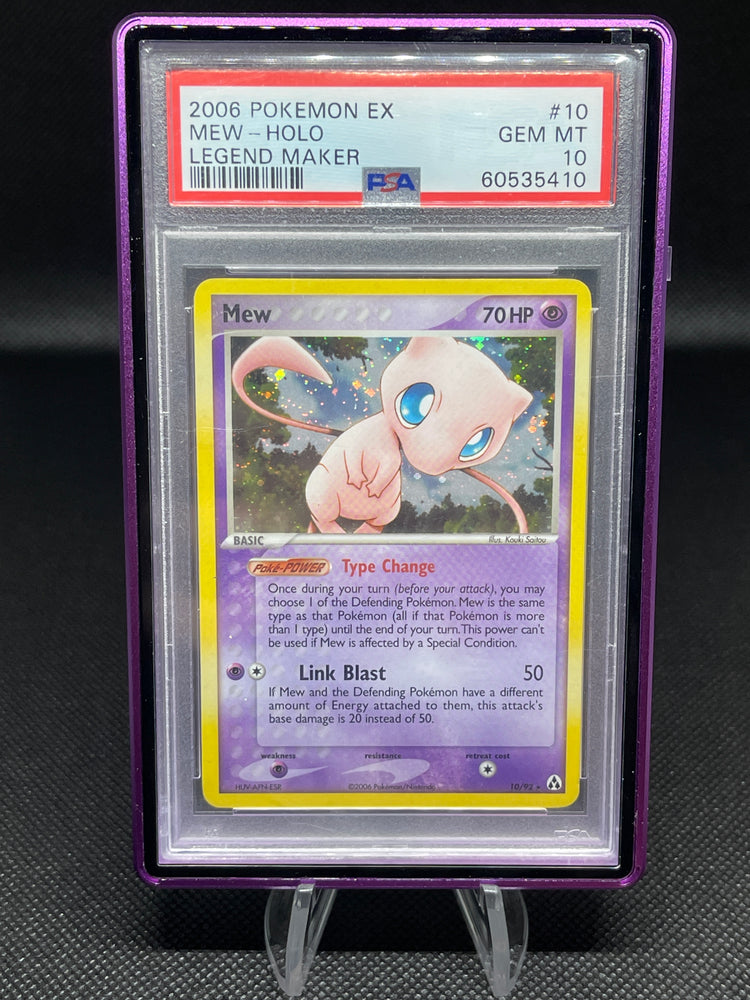 2006 POKEMON EX #10
MEW - HOLO GEM MT
LEGEND MAKER 10
PSA 60535410
Mew 70 HP
BASIC Illus. Kouki Saitou
Poké-POWER Type Change
Once during your turn (before your attack), you may
choose 1 of the Defending Pokémon. Mew is the same
type as that Pokémon (all if that Pokémon is more
than 1 type) until the end of your turn. This power can't
be used if Mew is affected by a Special Condition.
Link Blast 50
If Mew and the Defending Pokémon have a different
amount of Energy attached to them, this attack's
base damage is 20 instead of 50.
weakness resistance retreat cost
HUV-AFN-ESR ©2006 Pokémon/Nintendo 10/92 ★
PSA